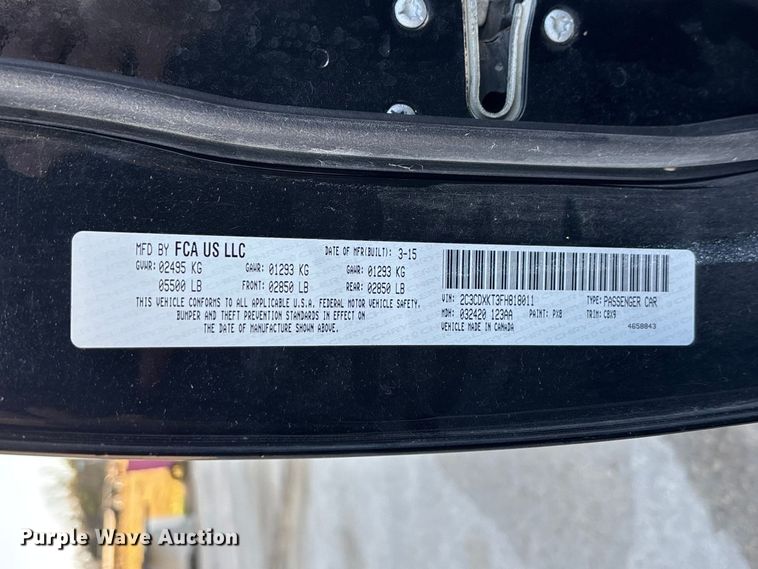 MFD BY FCA US LLC DATE OF MFR(BUILT): 3-15
GVWR: 02495 KG GAWR: 01293 KG GAWR: 01293 KG
05500 LB FRONT: 02850 LB REAR: 02850 LB
THIS VEHICLE CONFORMS TO ALL APPLICABLE U.S.A. FEDERAL MOTOR VEHICLE SAFETY,
BUMPER AND THEFT PREVENTION STANDARDS IN EFFECT ON
THE DATE OF MANUFACTURE SHOWN ABOVE.
VIN: 2C3CDXKT3FH818011 TYPE: PASSENGER CAR
MDH: 032420 123AA PAINT: PX8 TRIM: CBX9
VEHICLE MADE IN CANADA 4658843
Purple Wave Auction